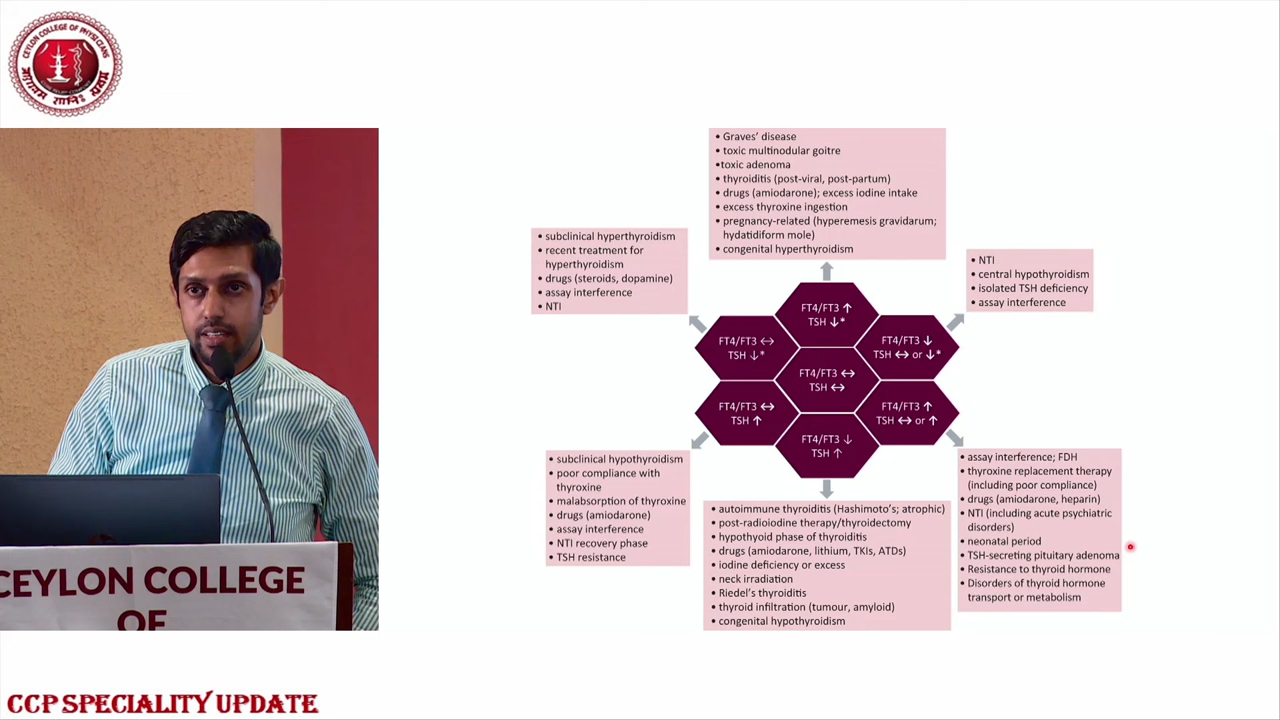 CEYLON COLLEGE OF PHYSICIANS
• Graves' disease
• toxic multinodular goitre
•toxic adenoma
• thyroiditis (post-viral, post-partum)
• drugs (amiodarone); excess iodine intake
• excess thyroxine ingestion
• pregnancy-related (hyperemesis gravidarum;
hydatidiform mole)
• congenital hyperthyroidism
• subclinical hyperthyroidism
• recent treatment for
hyperthyroidism
• drugs (steroids, dopamine)
• assay interference
• NTI
• NTI
• central hypothyroidism
• isolated TSH deficiency
• assay interference
FT4/FT3 ↑
TSH ↓*
FT4/FT3 ↔
TSH ↓*
FT4/FT3 ↓
TSH ↔ or ↓*
FT4/FT3 ↔
TSH ↔
FT4/FT3 ↔
TSH ↑
FT4/FT3 ↑
TSH ↔ or ↑
FT4/FT3 ↓
TSH ↑
• subclinical hypothyroidism
• poor compliance with
thyroxine
• malabsorption of thyroxine
• drugs (amiodarone)
• assay interference
• NTI recovery phase
• TSH resistance
• autoimmune thyroiditis (Hashimoto's; atrophic)
• post-radioiodine therapy/thyroidectomy
• hypothyoid phase of thyroiditis
• drugs (amiodarone, lithium, TKIs, ATDs)
• iodine deficiency or excess
• neck irradiation
• Riedel's thyroiditis
• thyroid infiltration (tumour, amyloid)
• congenital hypothyroidism
• assay interference; FDH
• thyroxine replacement therapy
(including poor compliance)
• drugs (amiodarone, heparin)
• NTI (including acute psychiatric
disorders)
• neonatal period
• TSH-secreting pituitary adenoma
• Resistance to thyroid hormone
• Disorders of thyroid hormone
transport or metabolism
CEYLON COLLEGE
OF
CCP SPECIALITY UPDATE